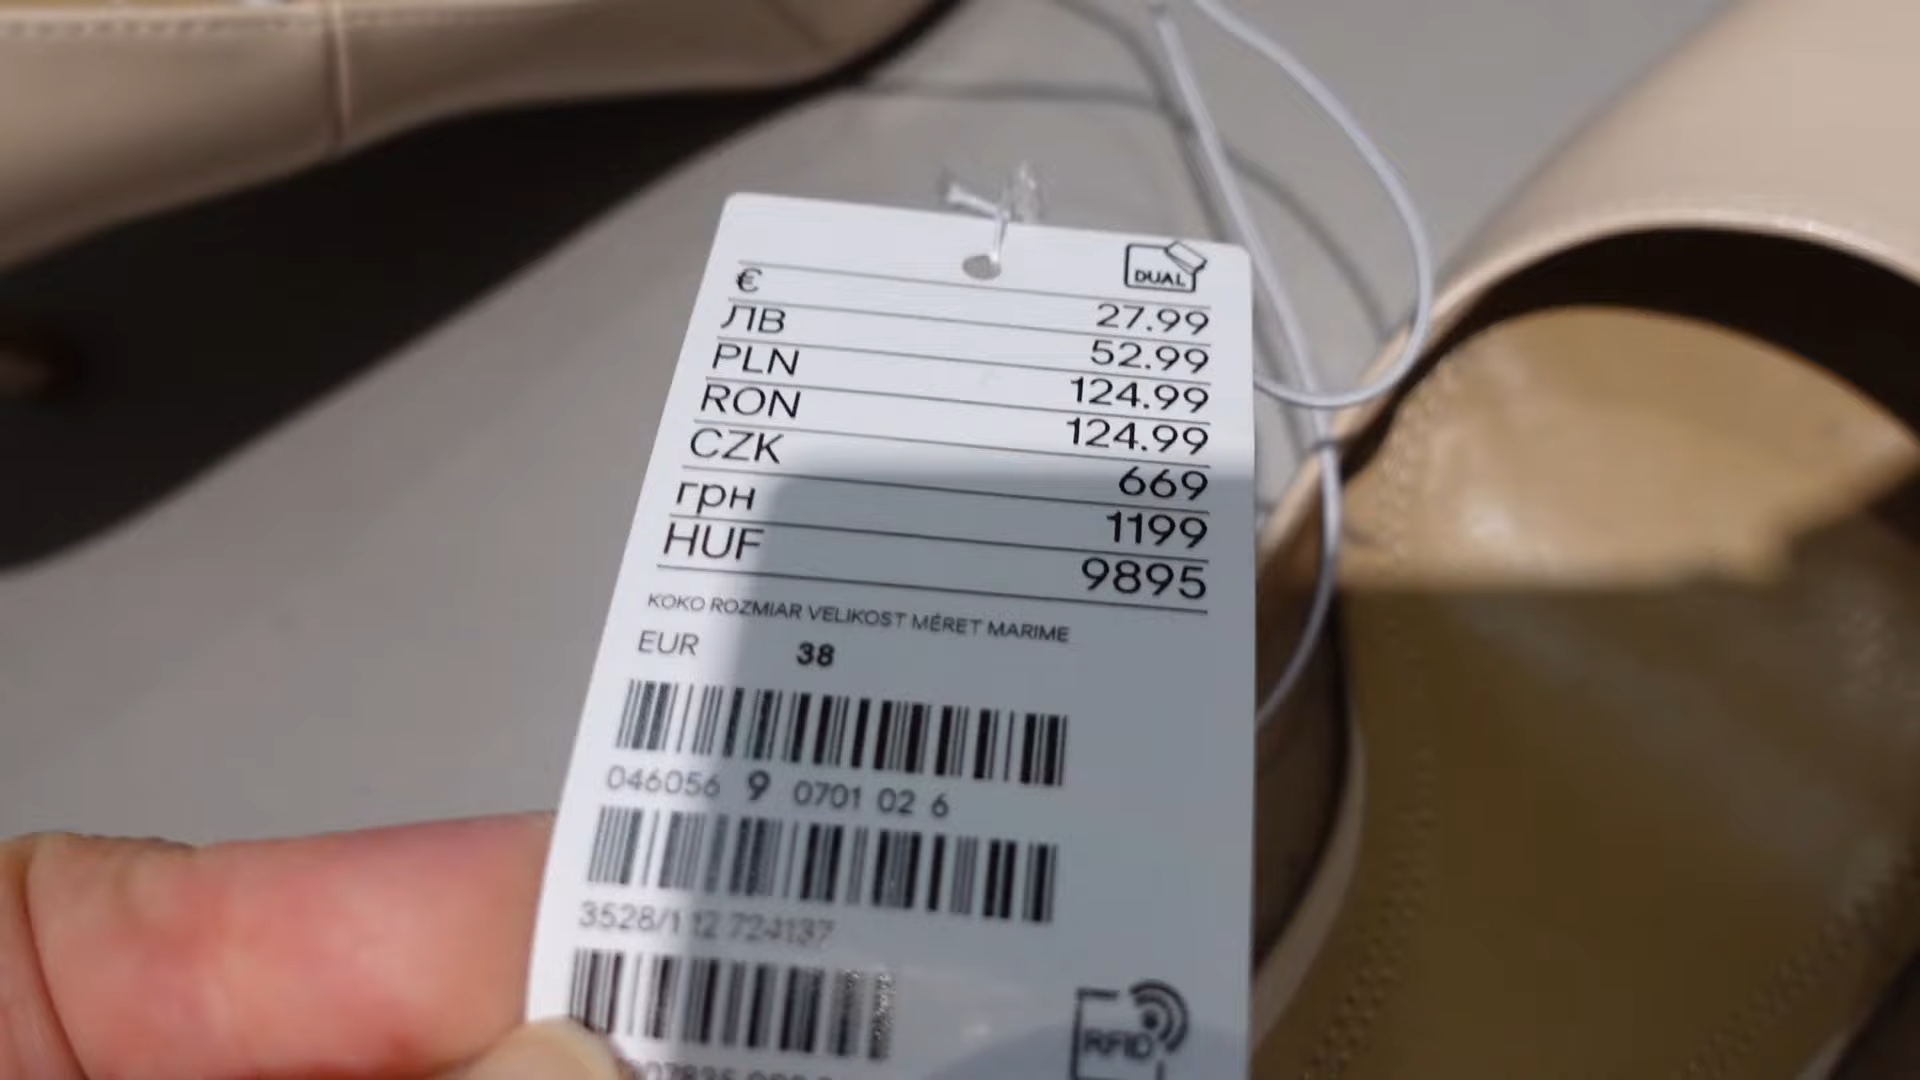 DUAL
€ 27.99
ЛВ 52.99
PLN 124.99
RON 124.99
CZK 669
грн 1199
HUF 9895
KOKO ROZMIAR VELIKOST MÉRET MARIME
EUR 38
046056 9 0701 02 6
3528/1 12 724137
RFID